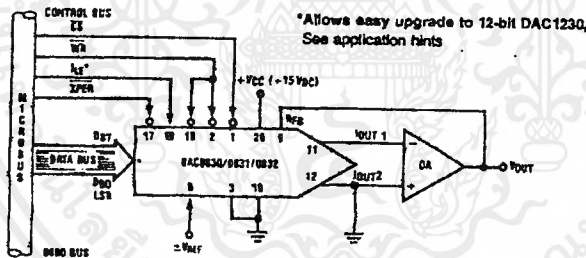 CONTROL BUS
*Allows easy upgrade to 12-bit DAC1230,
See application hints
CS
WR
ILE*
XFER
+VCC (+15 VDC)
RFB
17 19 18 2 1 20 9
MICROBUS
DB7
DATA BUS
DB0
LSB
DAC0830/0831/0832
11
IOUT 1
12
IOUT2
OA
VOUT
8
3
10
±VREF
8080 BUS